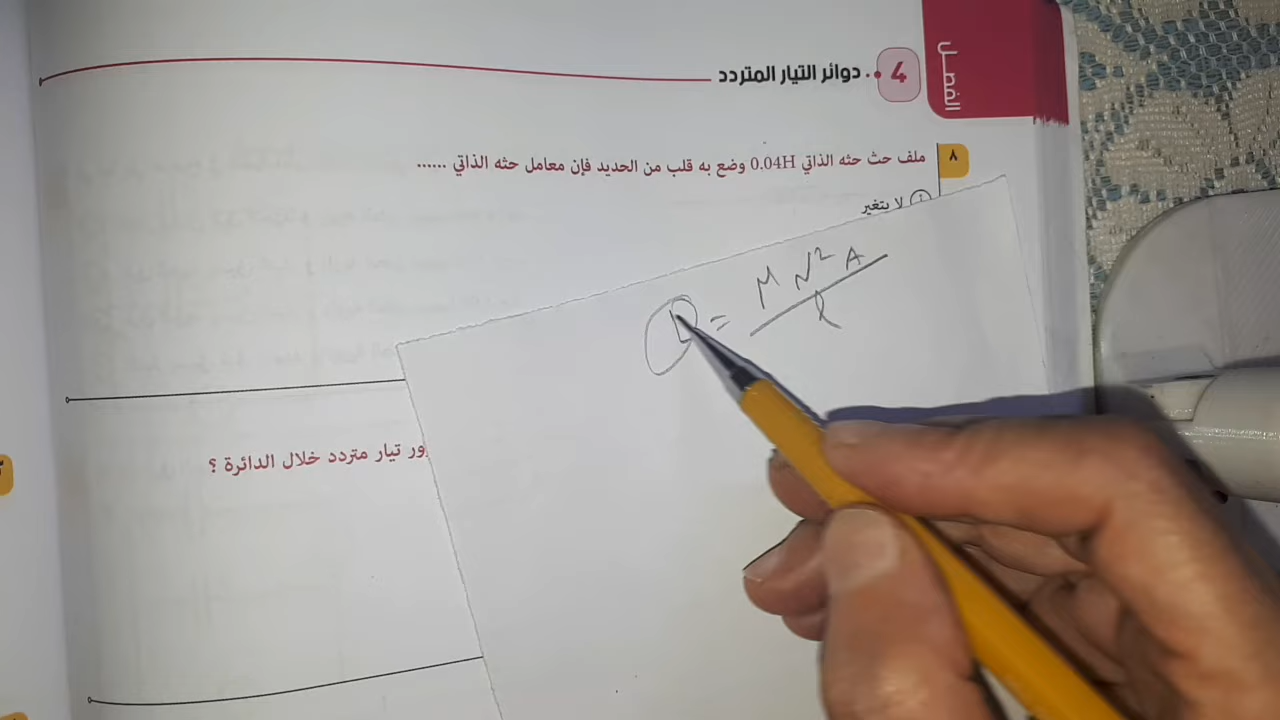 الفصل
4 دوائر التيار المتردد
٨ ملف حث حثه الذاتي 0.04H وضع به قلب من الحديد فإن معامل حثه الذاتي ......
أ لا يتغير
L = μ N² A / l
ور تيار متردد خلال الدائرة ؟